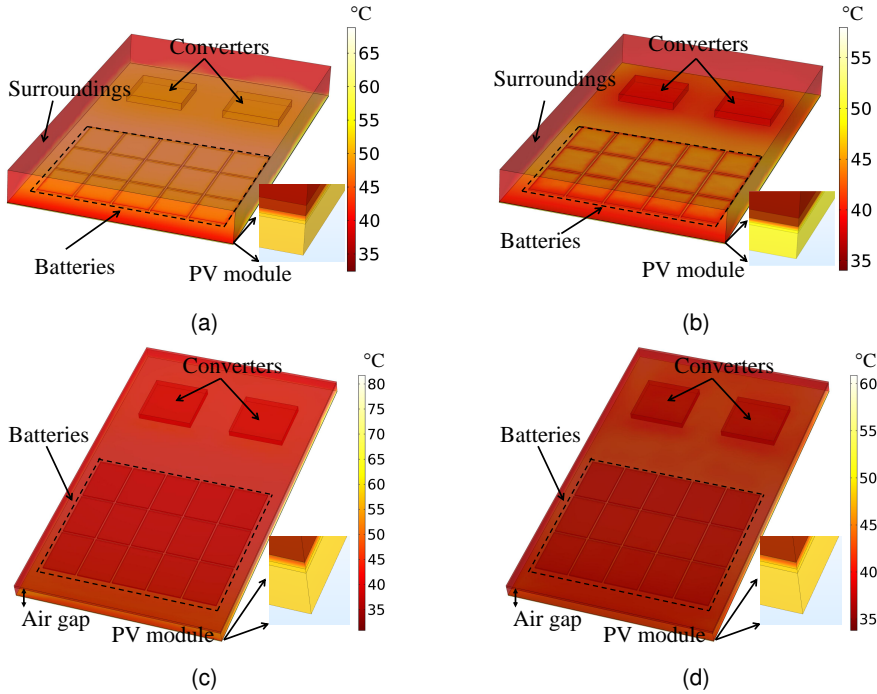 °C
65
60
55
50
45
40
35
Converters
Surroundings
Batteries
PV module
(a)
°C
55
50
45
40
35
Converters
Surroundings
Batteries
PV module
(b)
°C
80
75
70
65
60
55
50
45
40
35
Converters
Batteries
Air gap
PV module
(c)
°C
60
55
50
45
40
35
Converters
Batteries
Air gap
PV module
(d)